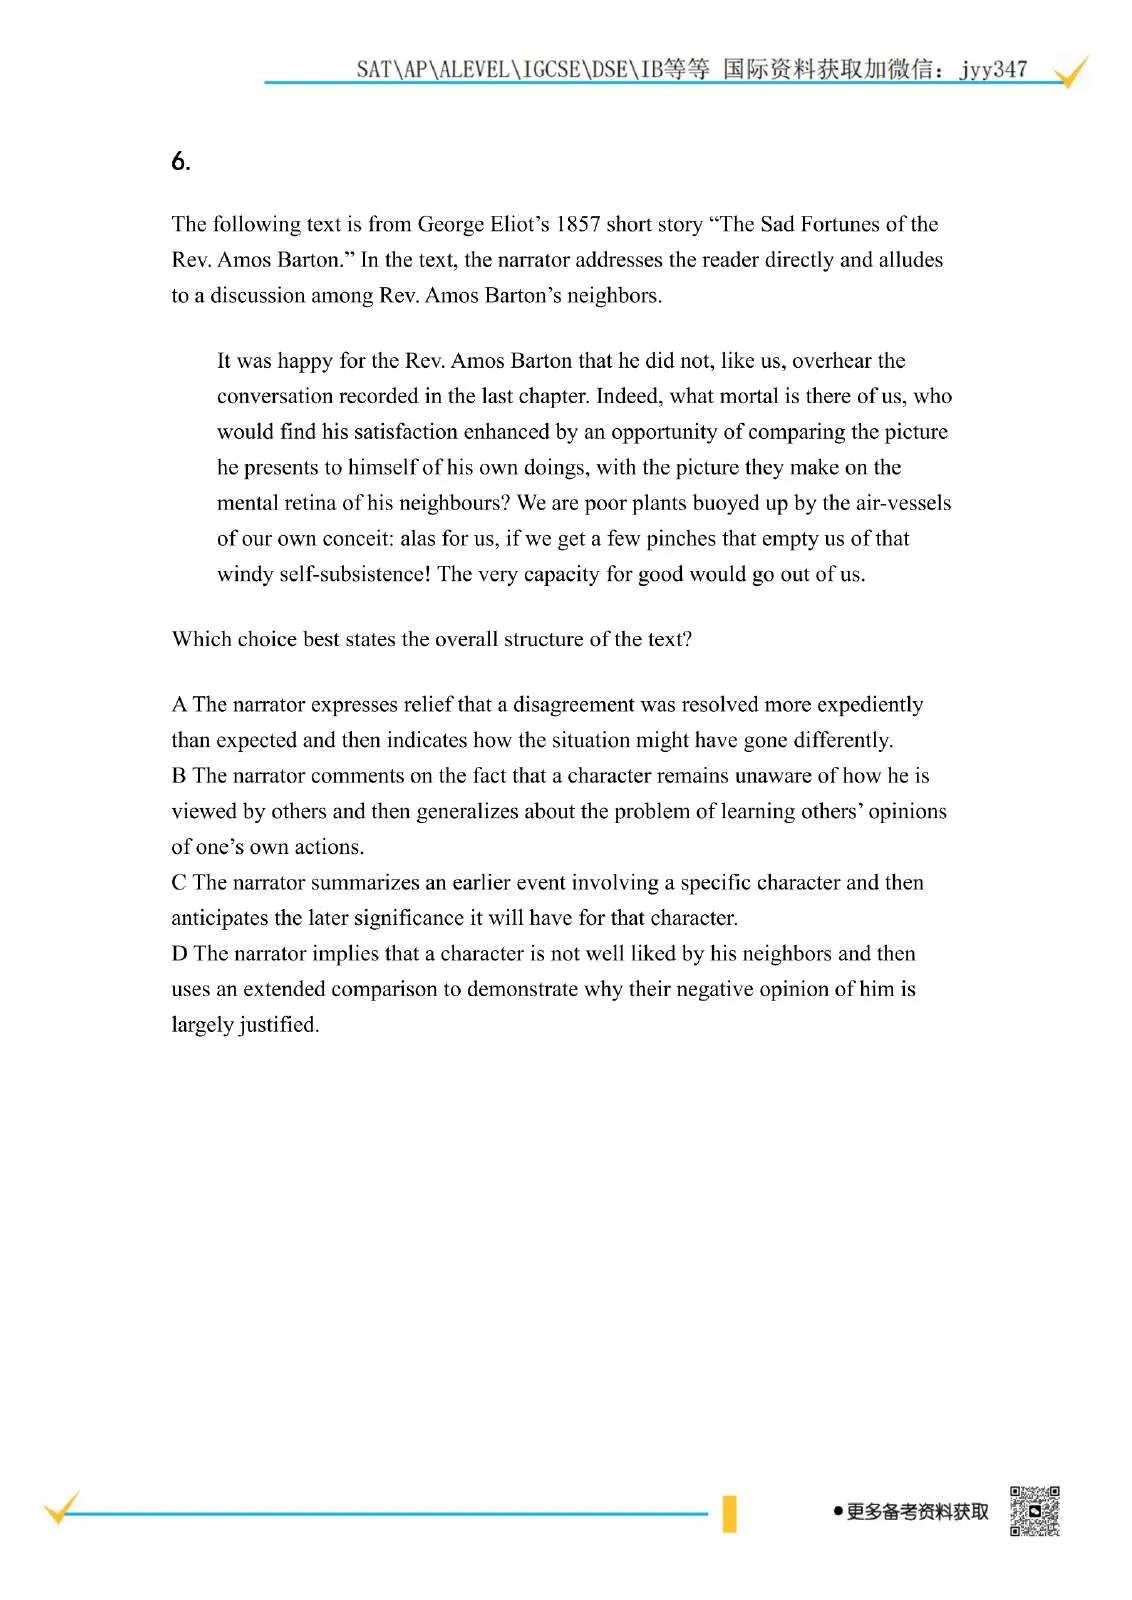 SAT\AP\ALEVEL\IGCSE\DSE\IB等等 国际资料获取加微信：jyy347
6.
The following text is from George Eliot’s 1857 short story “The Sad Fortunes of the
Rev. Amos Barton.” In the text, the narrator addresses the reader directly and alludes
to a discussion among Rev. Amos Barton’s neighbors.
It was happy for the Rev. Amos Barton that he did not, like us, overhear the
conversation recorded in the last chapter. Indeed, what mortal is there of us, who
would find his satisfaction enhanced by an opportunity of comparing the picture
he presents to himself of his own doings, with the picture they make on the
mental retina of his neighbours? We are poor plants buoyed up by the air-vessels
of our own conceit: alas for us, if we get a few pinches that empty us of that
windy self-subsistence! The very capacity for good would go out of us.
Which choice best states the overall structure of the text?
A The narrator expresses relief that a disagreement was resolved more expediently
than expected and then indicates how the situation might have gone differently.
B The narrator comments on the fact that a character remains unaware of how he is
viewed by others and then generalizes about the problem of learning others’ opinions
of one’s own actions.
C The narrator summarizes an earlier event involving a specific character and then
anticipates the later significance it will have for that character.
D The narrator implies that a character is not well liked by his neighbors and then
uses an extended comparison to demonstrate why their negative opinion of him is
largely justified.
●更多备考资料获取